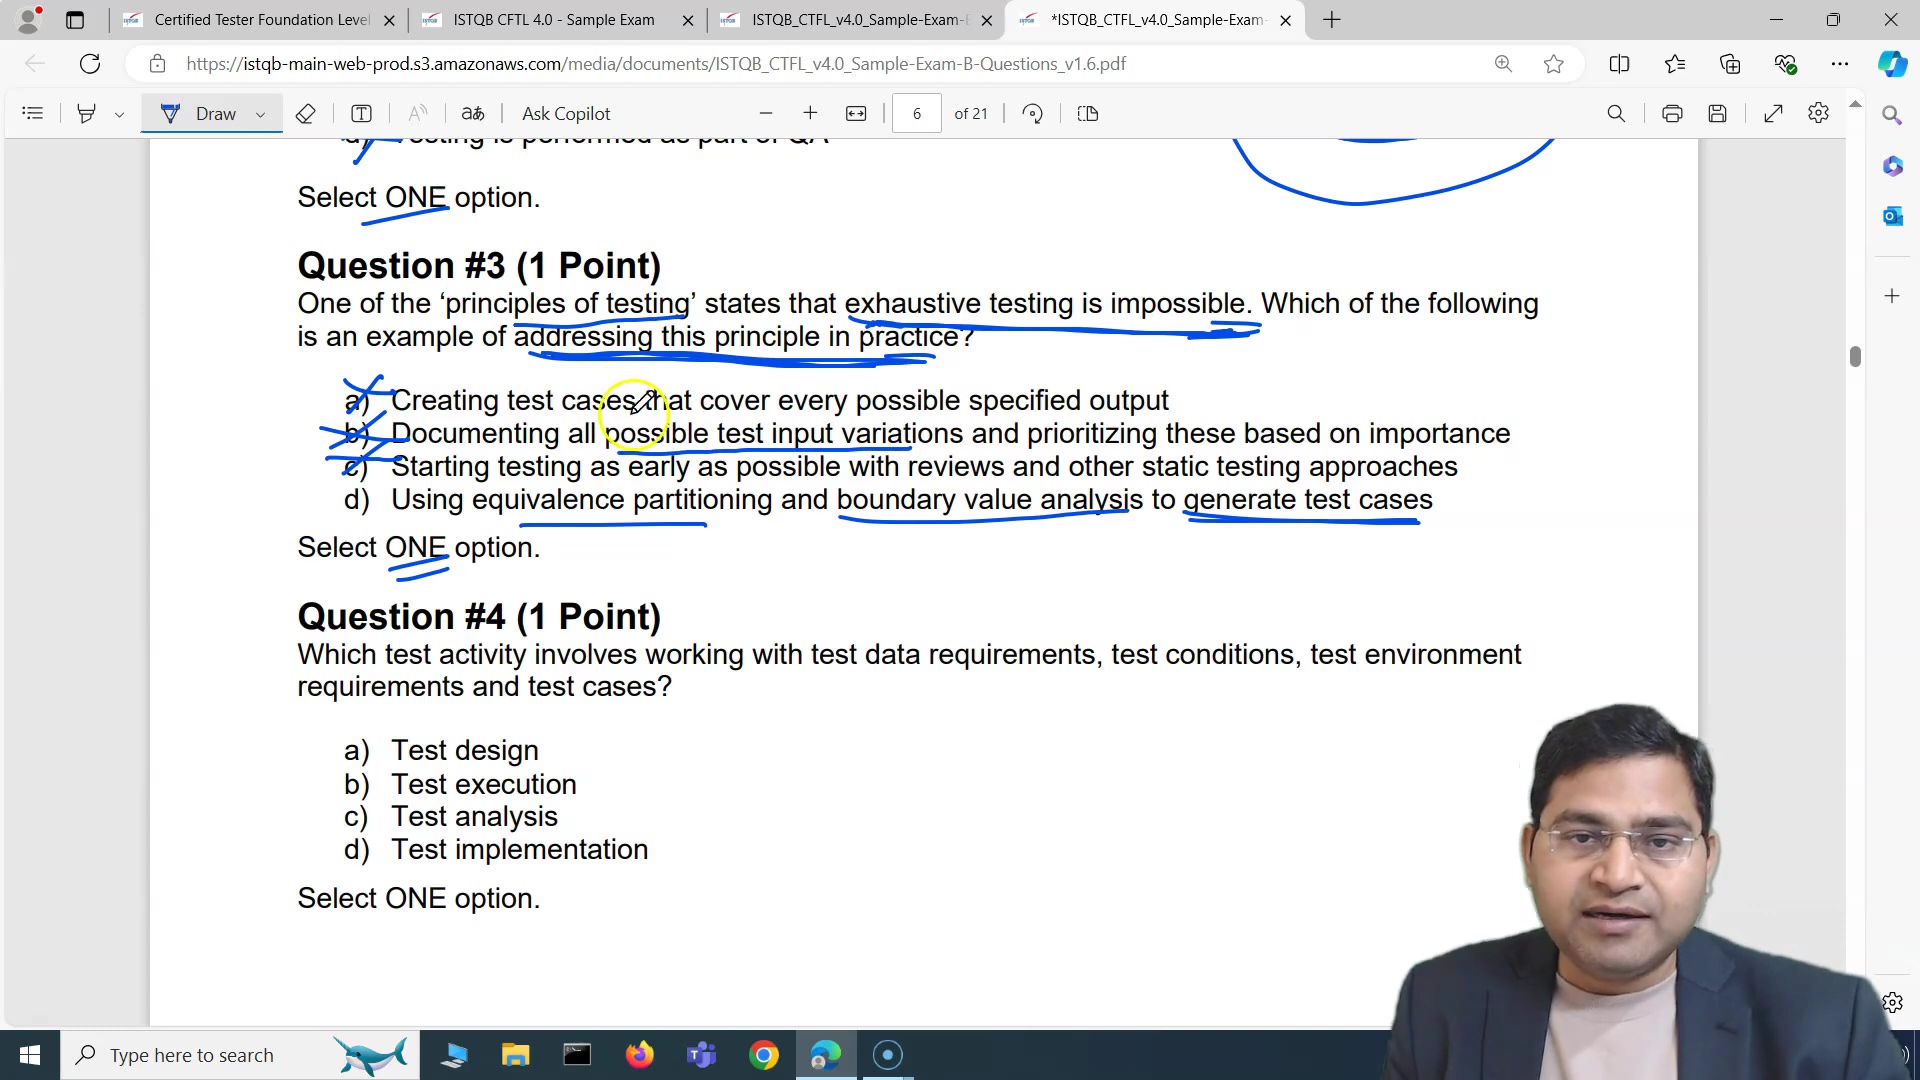 Certified Tester Foundation Level
ISTQB CFTL 4.0 - Sample Exam
ISTQB_CTFL_v4.0_Sample-Exam-B
*ISTQB_CTFL_v4.0_Sample-Exam-
https://istqb-main-web-prod.s3.amazonaws.com/media/documents/ISTQB_CTFL_v4.0_Sample-Exam-B-Questions_v1.6.pdf
Draw
Ask Copilot
6 of 21
d) Testing is performed as part of QA
Select ONE option.
Question #3 (1 Point)
One of the ‘principles of testing’ states that exhaustive testing is impossible. Which of the following
is an example of addressing this principle in practice?
a) Creating test cases that cover every possible specified output
b) Documenting all possible test input variations and prioritizing these based on importance
c) Starting testing as early as possible with reviews and other static testing approaches
d) Using equivalence partitioning and boundary value analysis to generate test cases
Select ONE option.
Question #4 (1 Point)
Which test activity involves working with test data requirements, test conditions, test environment
requirements and test cases?
a) Test design
b) Test execution
c) Test analysis
d) Test implementation
Select ONE option.
Type here to search